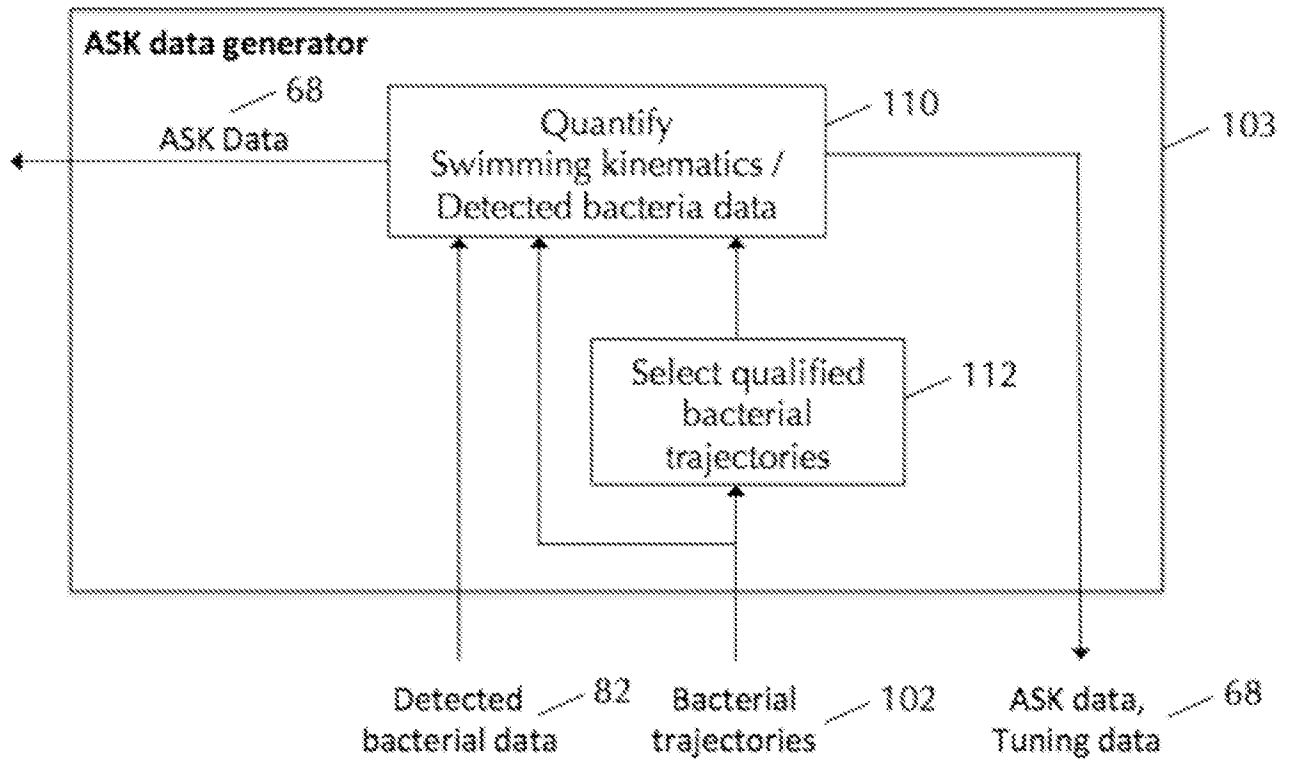 ASK data generator
68
ASK Data
Quantify
Swimming kinematics /
Detected bacteria data
110
103
Select qualified
bacterial
trajectories
112
Detected
bacterial data
82
Bacterial
trajectories
102
ASK data,
Tuning data
68